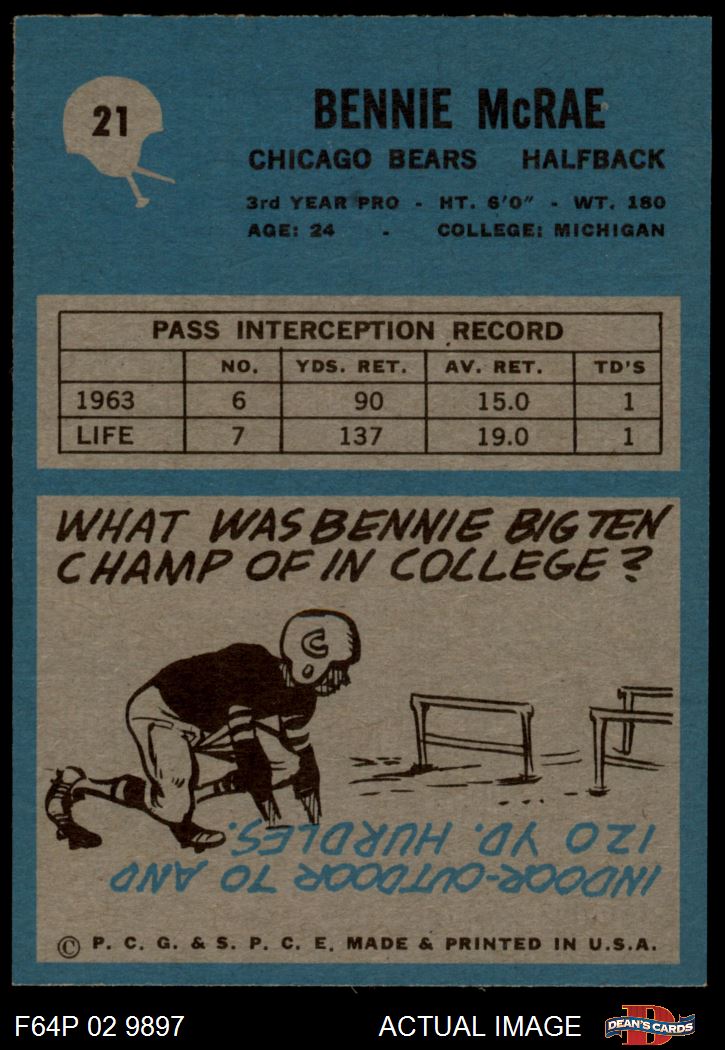 21
BENNIE McRAE
CHICAGO BEARS HALFBACK
3rd YEAR PRO - HT. 6'0" - WT. 180
AGE: 24 - COLLEGE: MICHIGAN
PASS INTERCEPTION RECORD
NO. YDS. RET. AV. RET. TD'S
1963 6 90 15.0 1
LIFE 7 137 19.0 1
WHAT WAS BENNIE BIG TEN
CHAMP OF IN COLLEGE?
C
INDOOR-OUTDOOR 70 AND
120 YD. HURDLES.
© P. C. G. & S. P. C. E. MADE & PRINTED IN U.S.A.
F64P 02 9897 ACTUAL IMAGE
D
DEAN'S CARDS